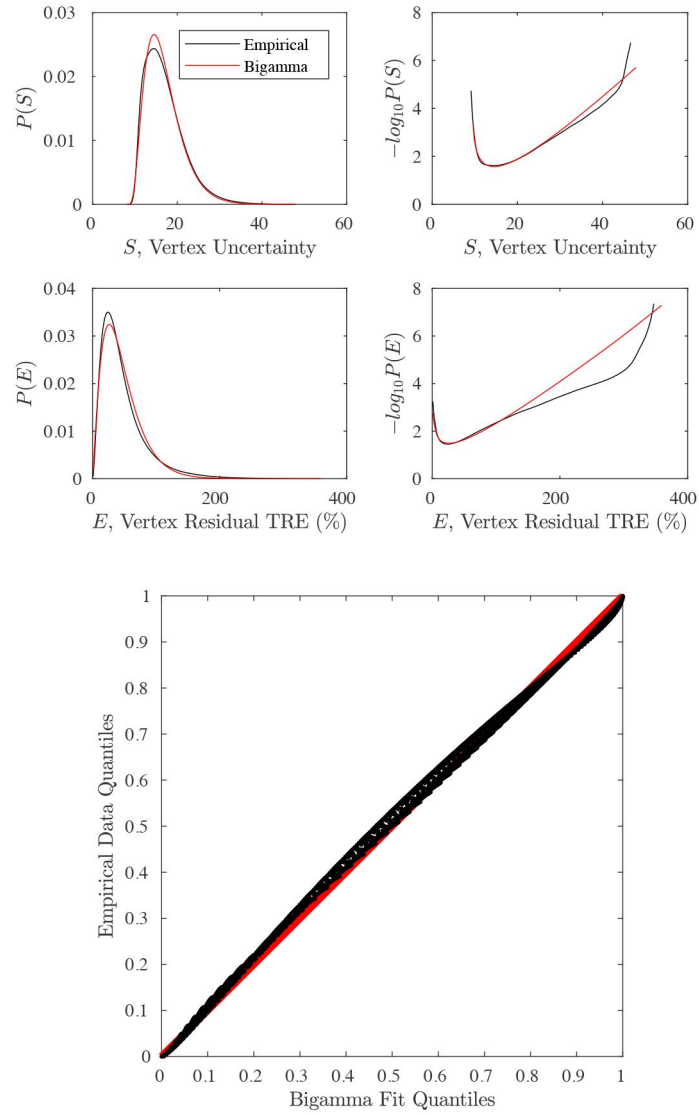 0.03
0.02
0.01
0
P(S)
Empirical
Bigamma
0 20 40 60
S, Vertex Uncertainty
8
6
4
2
0
−log10P(S)
0 20 40 60
S, Vertex Uncertainty
0.04
0.03
0.02
0.01
0
P(E)
0 200 400
E, Vertex Residual TRE (%)
8
6
4
2
0
−log10P(E)
0 200 400
E, Vertex Residual TRE (%)
1
0.9
0.8
0.7
0.6
0.5
0.4
0.3
0.2
0.1
0
Empirical Data Quantiles
0 0.1 0.2 0.3 0.4 0.5 0.6 0.7 0.8 0.9 1
Bigamma Fit Quantiles